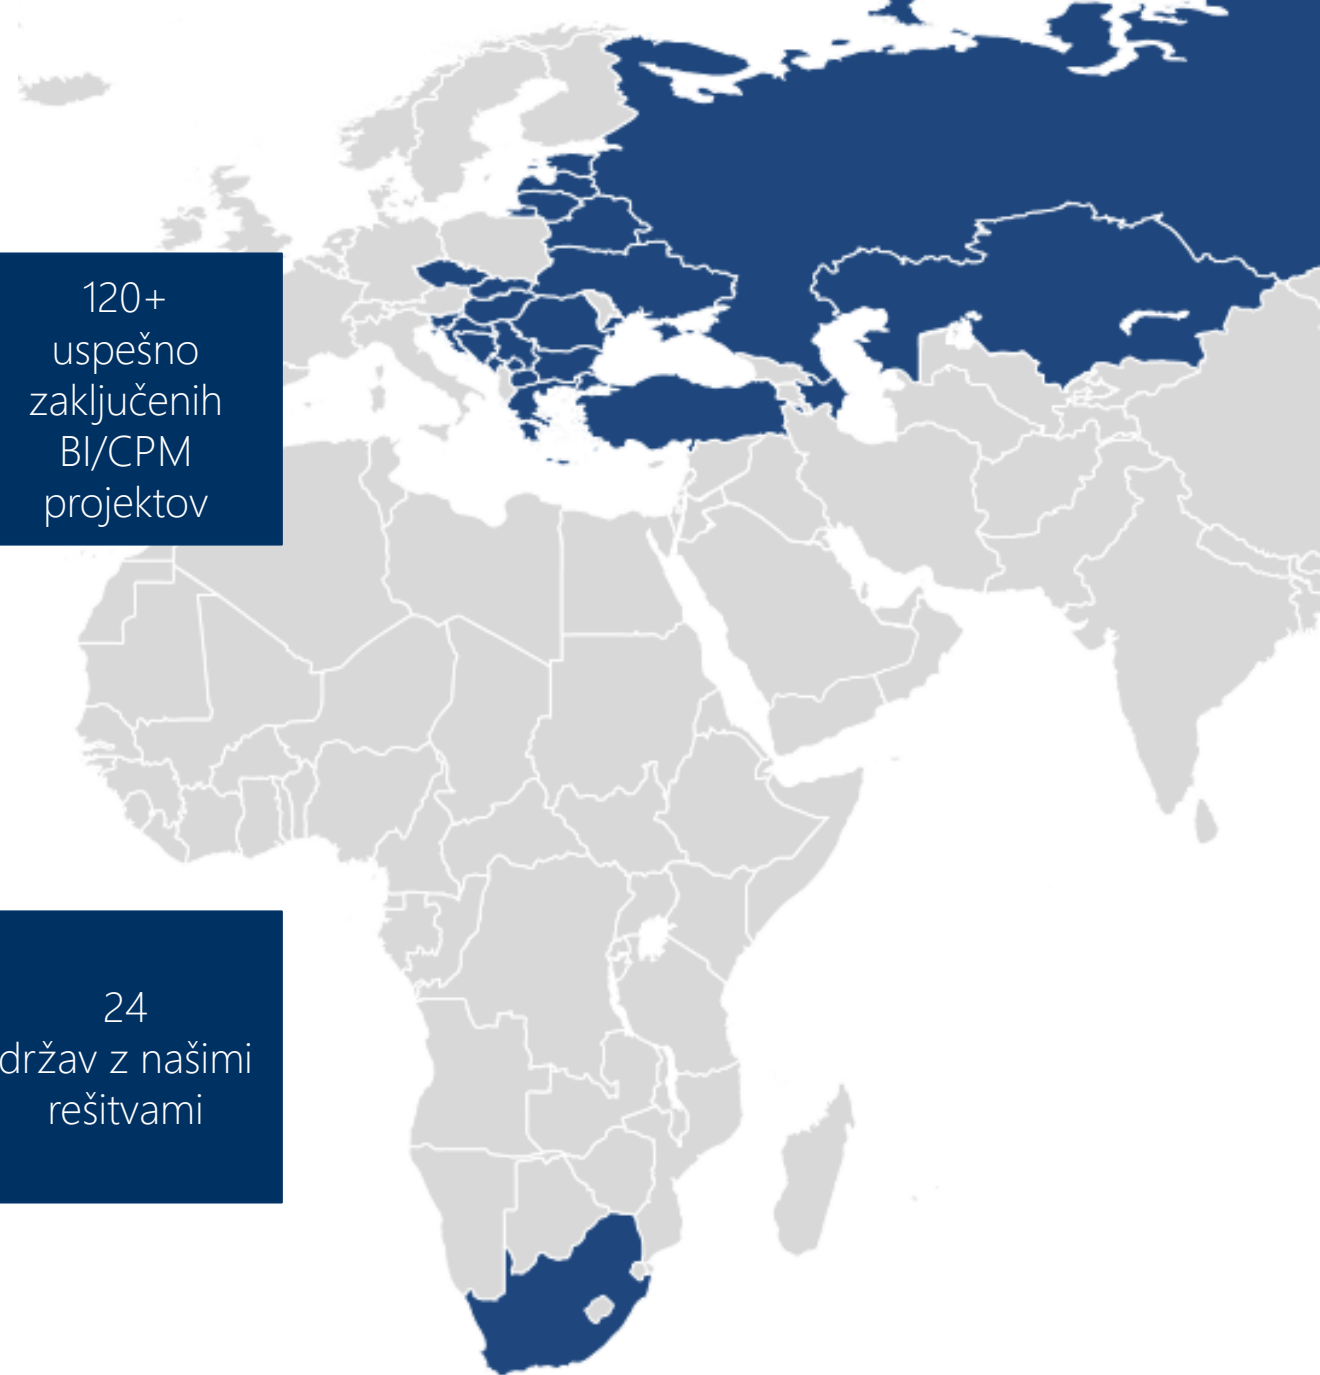 120+
uspešno
zaključenih
BI/CPM
projektov
24
držav z našimi
rešitvami